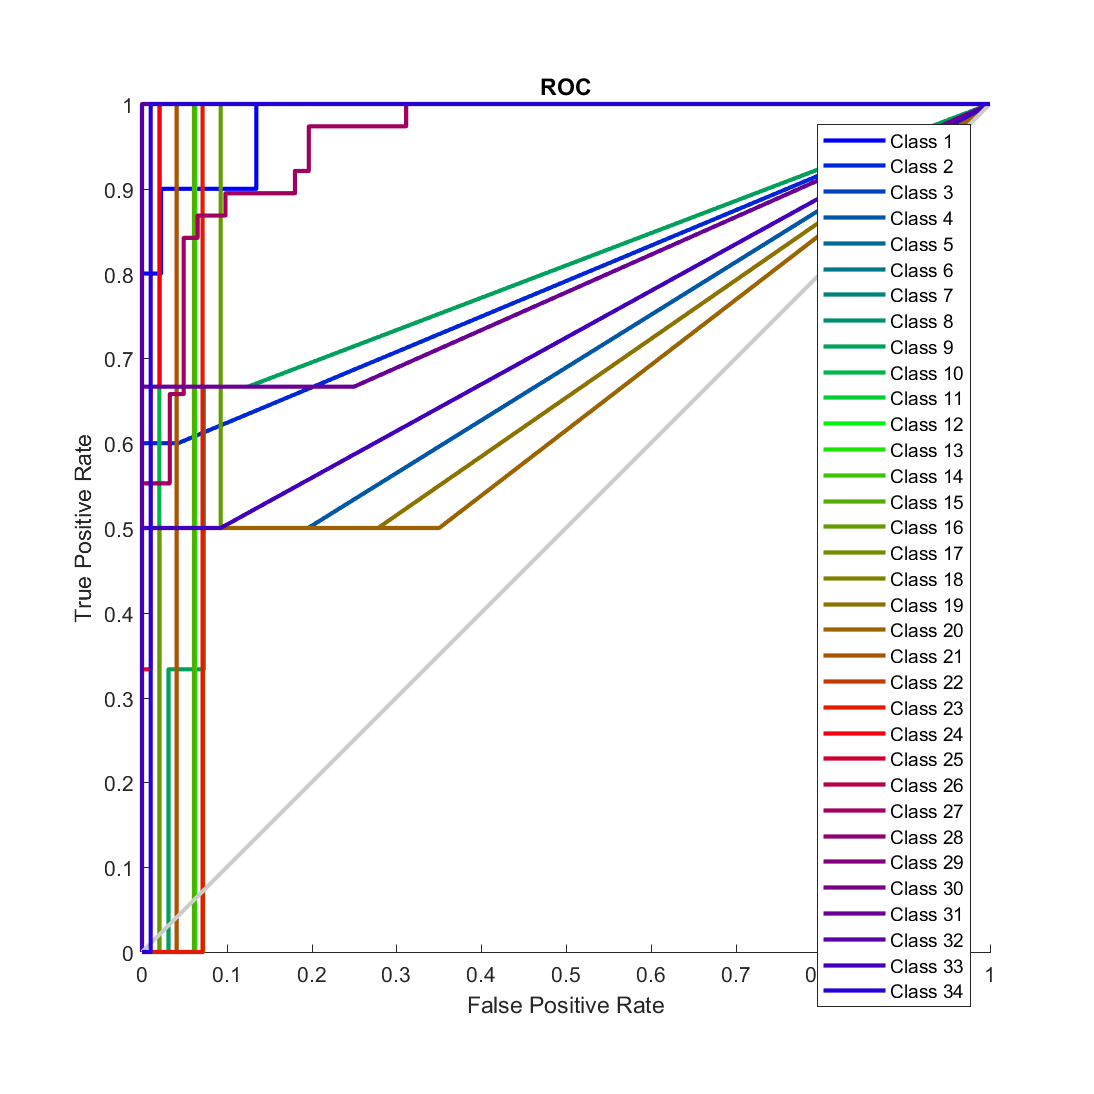 ROC
1
0.9
0.8
0.7
0.6
0.5
0.4
0.3
0.2
0.1
0
True Positive Rate
Class 1
Class 2
Class 3
Class 4
Class 5
Class 6
Class 7
Class 8
Class 9
Class 10
Class 11
Class 12
Class 13
Class 14
Class 15
Class 16
Class 17
Class 18
Class 19
Class 20
Class 21
Class 22
Class 23
Class 24
Class 25
Class 26
Class 27
Class 28
Class 29
Class 30
Class 31
Class 32
Class 33
Class 34
0 0.1 0.2 0.3 0.4 0.5 0.6 0.7 1
False Positive Rate